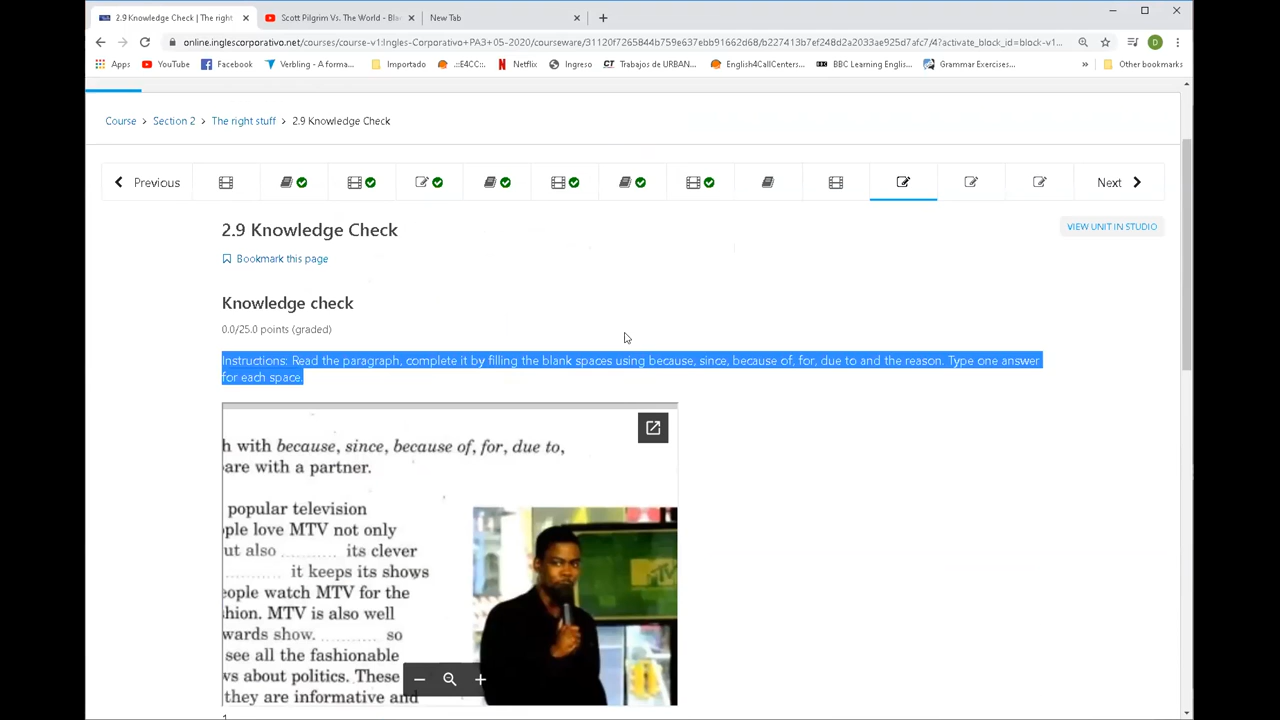 2.9 Knowledge Check | The right
Scott Pilgrim Vs. The World - Bla
New Tab
online.inglescorporativo.net/courses/course-v1:Ingles-Corporativo+PA3+05-2020/courseware/31120f7265844b759e637ebb91662d68/b227413b7ef248d2a2033ae925d7afc7/4?activate_block_id=block-v1...
D
Apps
YouTube
Facebook
Verbling - A forma...
Importado
.::E4CC::.
Netflix
Ingreso
CT Trabajos de URBAN...
English4CallCenters...
BBC Learning Englis...
Grammar Exercises...
»
Other bookmarks
Course > Section 2 > The right stuff > 2.9 Knowledge Check
Previous
Next
2.9 Knowledge Check
VIEW UNIT IN STUDIO
Bookmark this page
Knowledge check
0.0/25.0 points (graded)
Instructions: Read the paragraph, complete it by filling the blank spaces using because, since, because of, for, due to and the reason. Type one answer
for each space.
h with because, since, because of, for, due to,
are with a partner.
popular television
ple love MTV not only
ut also .......... its clever
.......... it keeps its shows
eople watch MTV for the
hion. MTV is also well
wards show. .......... so
see all the fashionable
ws about politics. These
they are informative and
MTV